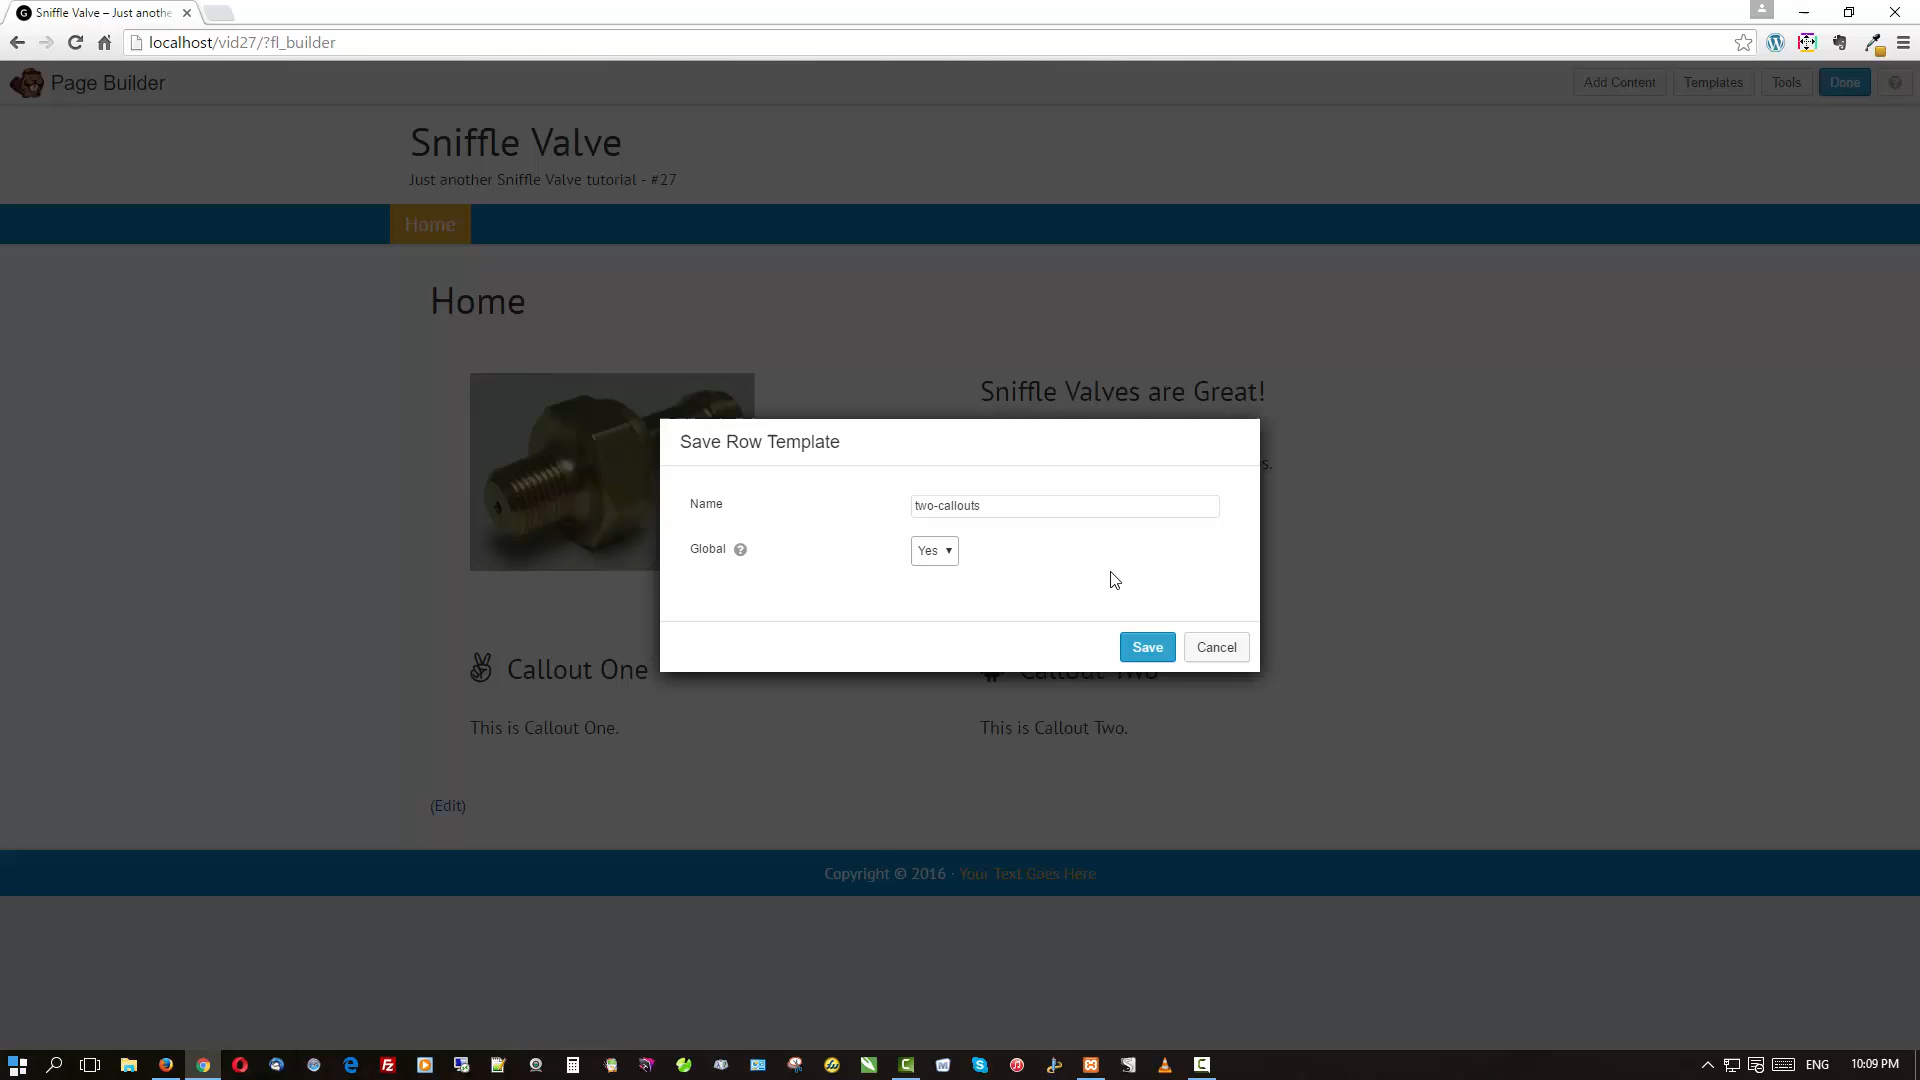 Sniffle Valve – Just anothe
localhost/vid27/?fl_builder
Page Builder
Add Content
Templates
Tools
Done
Sniffle Valve
Just another Sniffle Valve tutorial - #27
Home
Home
Sniffle Valves are Great!
s.
Save Row Template
Name
two-callouts
Global
Yes
Save
Cancel
Callout One
Callout Two
This is Callout One.
This is Callout Two.
(Edit)
Copyright © 2016 · Your Text Goes Here
ENG
10:09 PM